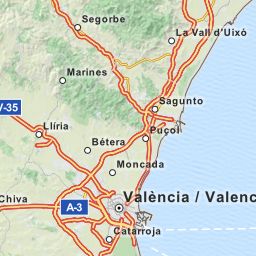 Segorbe
La Vall d'Uixó
Marines
V-35
Sagunto
Llíria
Puçol
Bétera
Moncada
Chiva
València / Valenc
A-3
Catarroja